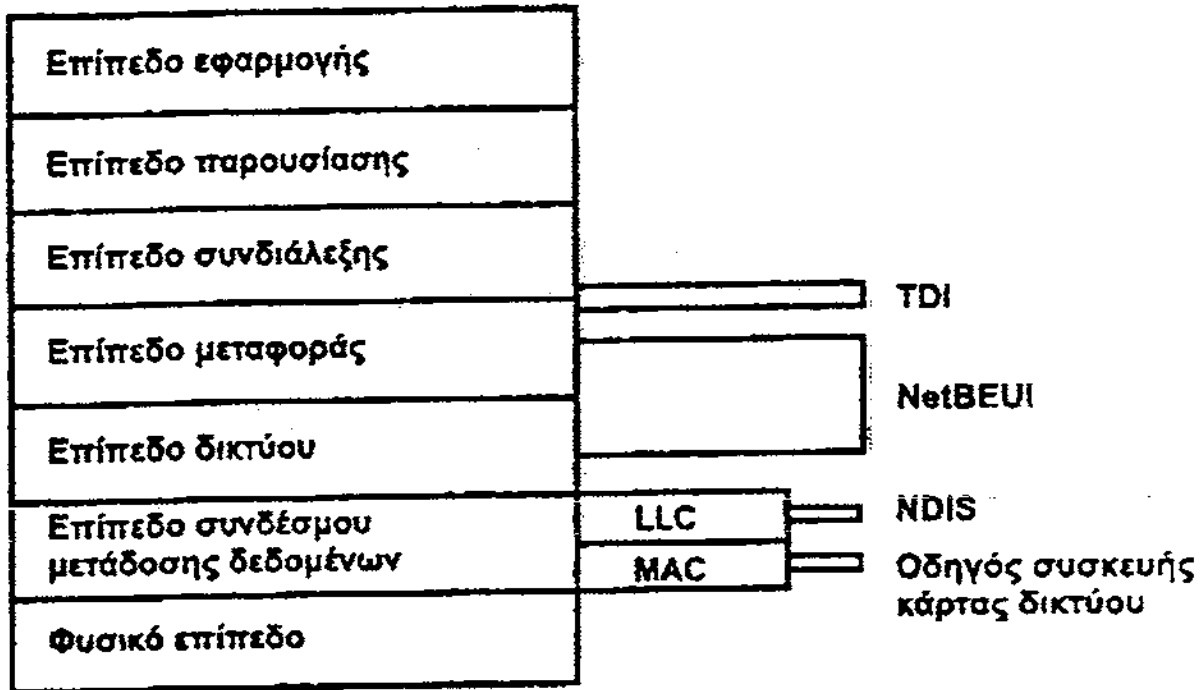 Επίπεδο εφαρμογής
Επίπεδο παρουσίασης
Επίπεδο συνδιάλεξης
TDI
Επίπεδο μεταφοράς
NetBEUI
Επίπεδο δικτύου
Επίπεδο συνδέσμου
μετάδοσης δεδομένων
LLC
NDIS
MAC
Οδηγός συσκευής
κάρτας δικτύου
Φυσικό επίπεδο